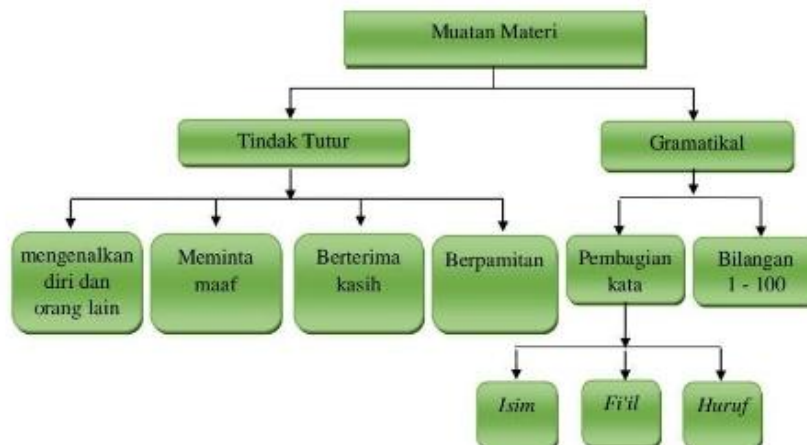 Muatan Materi
Tindak Tutur
Gramatikal
mengenalkan
diri dan
orang lain
Meminta
maaf
Berterima
kasih
Berpamitan
Pembagian
kata
Bilangan
1 - 100
Isim
Fi'il
Huruf